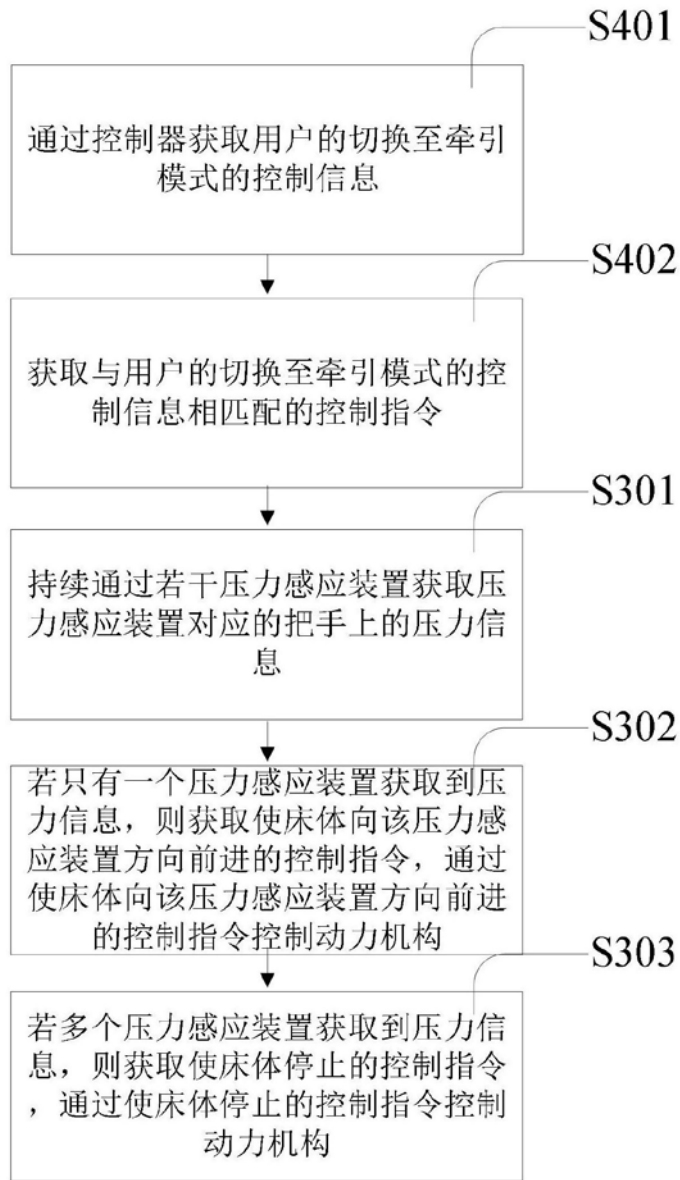 S401
通过控制器获取用户的切换至牵引
模式的控制信息
S402
获取与用户的切换至牵引模式的控
制信息相匹配的控制指令
S301
持续通过若干压力感应装置获取压
力感应装置对应的把手上的压力信
息
S302
若只有一个压力感应装置获取到压
力信息，则获取使床体向该压力感
应装置方向前进的控制指令，通过
使床体向该压力感应装置方向前进
的控制指令控制动力机构
S303
若多个压力感应装置获取到压力信
息，则获取使床体停止的控制指令
，通过使床体停止的控制指令控制
动力机构